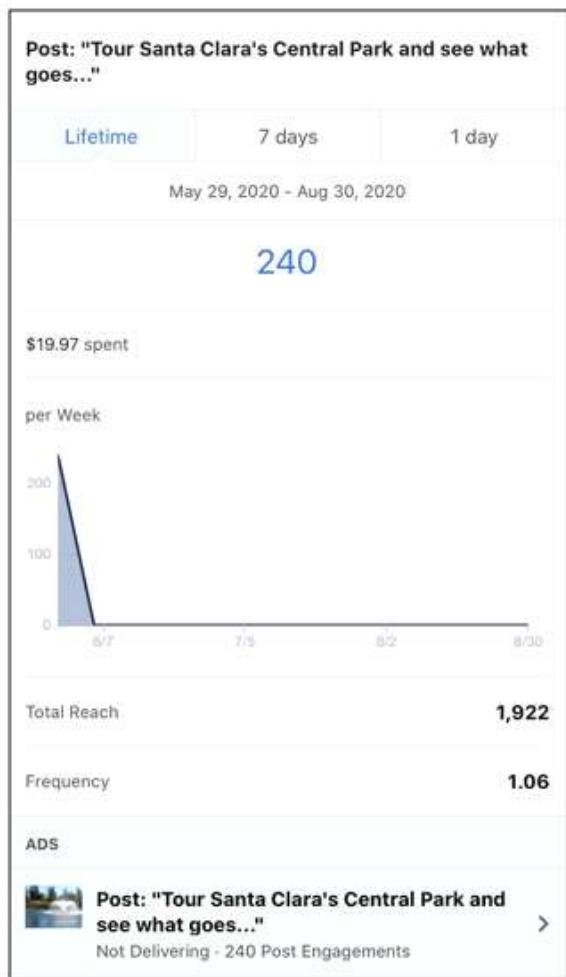 Post: "Tour Santa Clara's Central Park and see what
goes..."
Lifetime 7 days 1 day
May 29, 2020 - Aug 30, 2020
240
$19.97 spent
per Week
200
100
0
6/7 7/5 8/2 8/30
Total Reach 1,922
Frequency 1.06
ADS
Post: "Tour Santa Clara's Central Park and
see what goes..."
Not Delivering - 240 Post Engagements